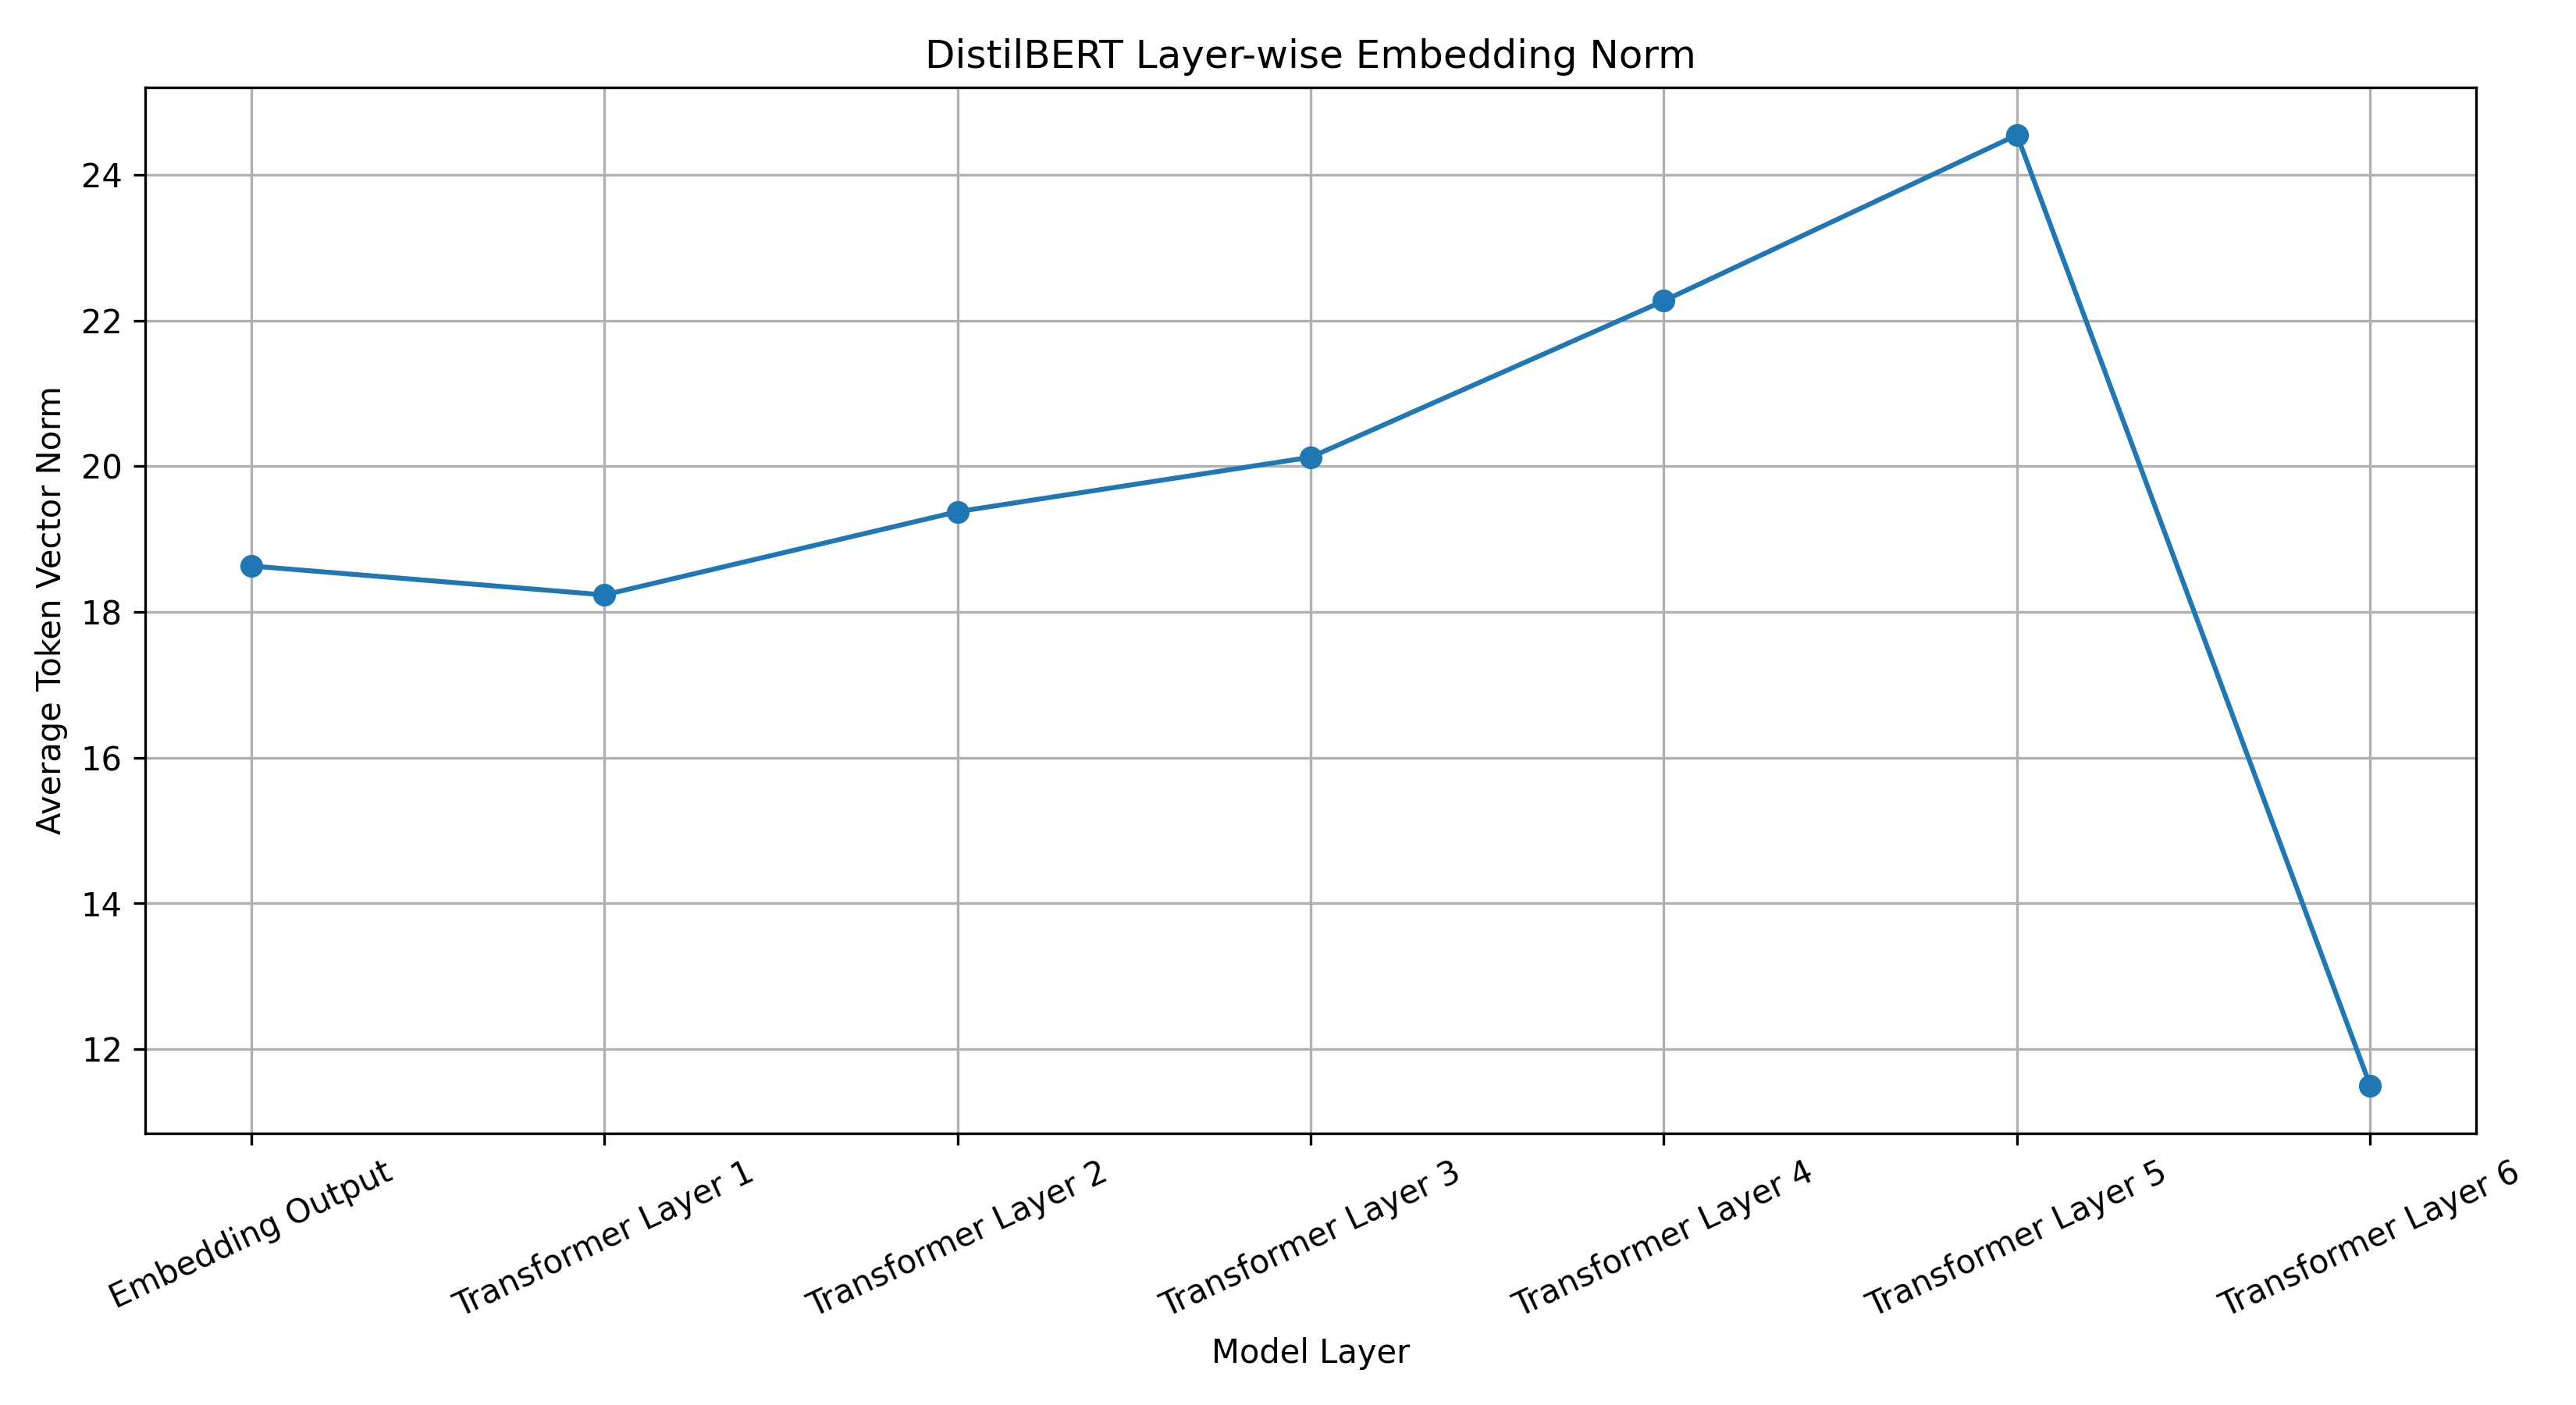 DistilBERT Layer-wise Embedding Norm
Average Token Vector Norm
24
22
20
18
16
14
12
Embedding Output
Transformer Layer 1
Transformer Layer 2
Transformer Layer 3
Transformer Layer 4
Transformer Layer 5
Transformer Layer 6
Model Layer